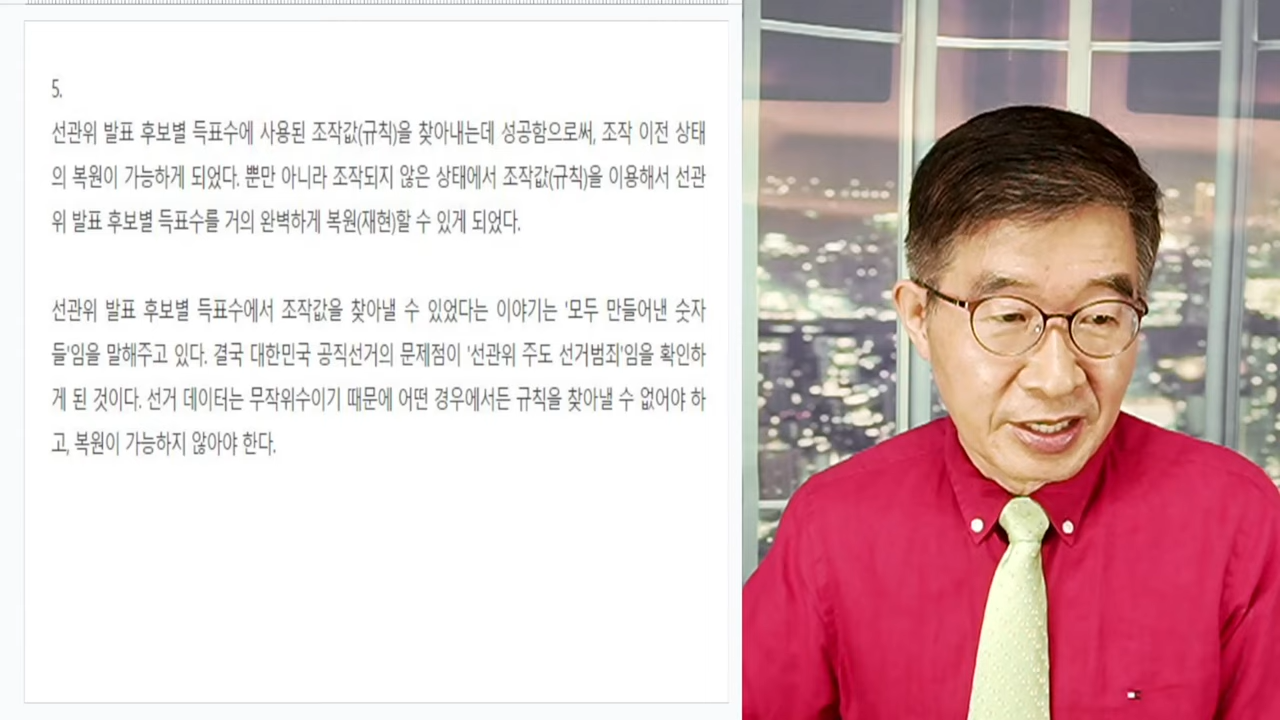 5.
선관위 발표 후보별 득표수에 사용된 조작값(규칙)을 찾아내는데 성공함으로써, 조작 이전 상태
의 복원이 가능하게 되었다. 뿐만 아니라 조작되지 않은 상태에서 조작값(규칙)을 이용해서 선관
위 발표 후보별 득표수를 거의 완벽하게 복원(재현)할 수 있게 되었다.
선관위 발표 후보별 득표수에서 조작값을 찾아낼 수 있었다는 이야기는 '모두 만들어낸 숫자
들'임을 말해주고 있다. 결국 대한민국 공직선거의 문제점이 '선관위 주도 선거범죄'임을 확인하
게 된 것이다. 선거 데이터는 무작위수이기 때문에 어떤 경우에서든 규칙을 찾아낼 수 없어야 하
고, 복원이 가능하지 않아야 한다.